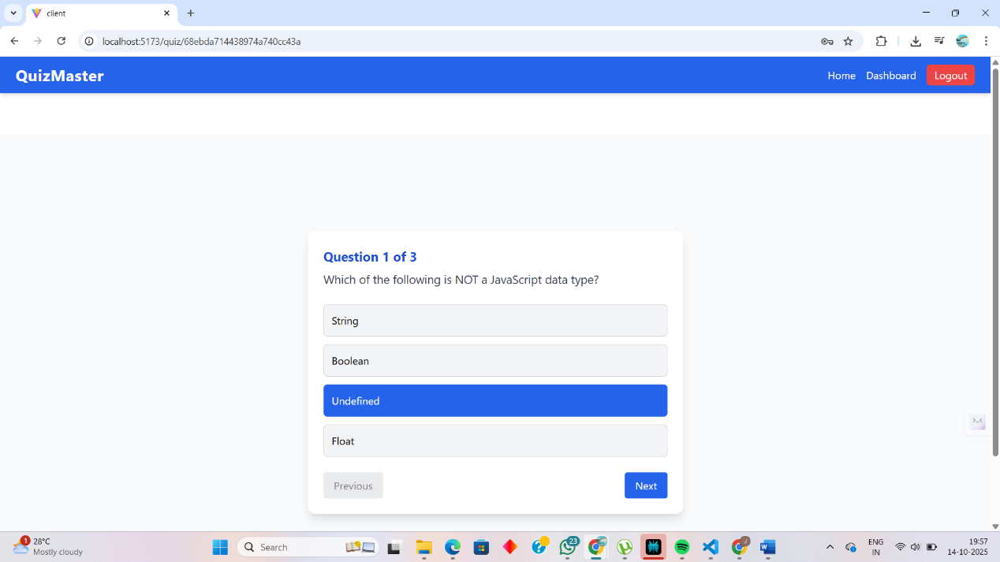 client
localhost:5173/quiz/68ebda714438974a740cc43a
QuizMaster
Home Dashboard Logout
Question 1 of 3
Which of the following is NOT a JavaScript data type?
String
Boolean
Undefined
Float
Previous Next
1 28°C
Mostly cloudy
Search
23
J
ENG
IN
19:57
14-10-2025